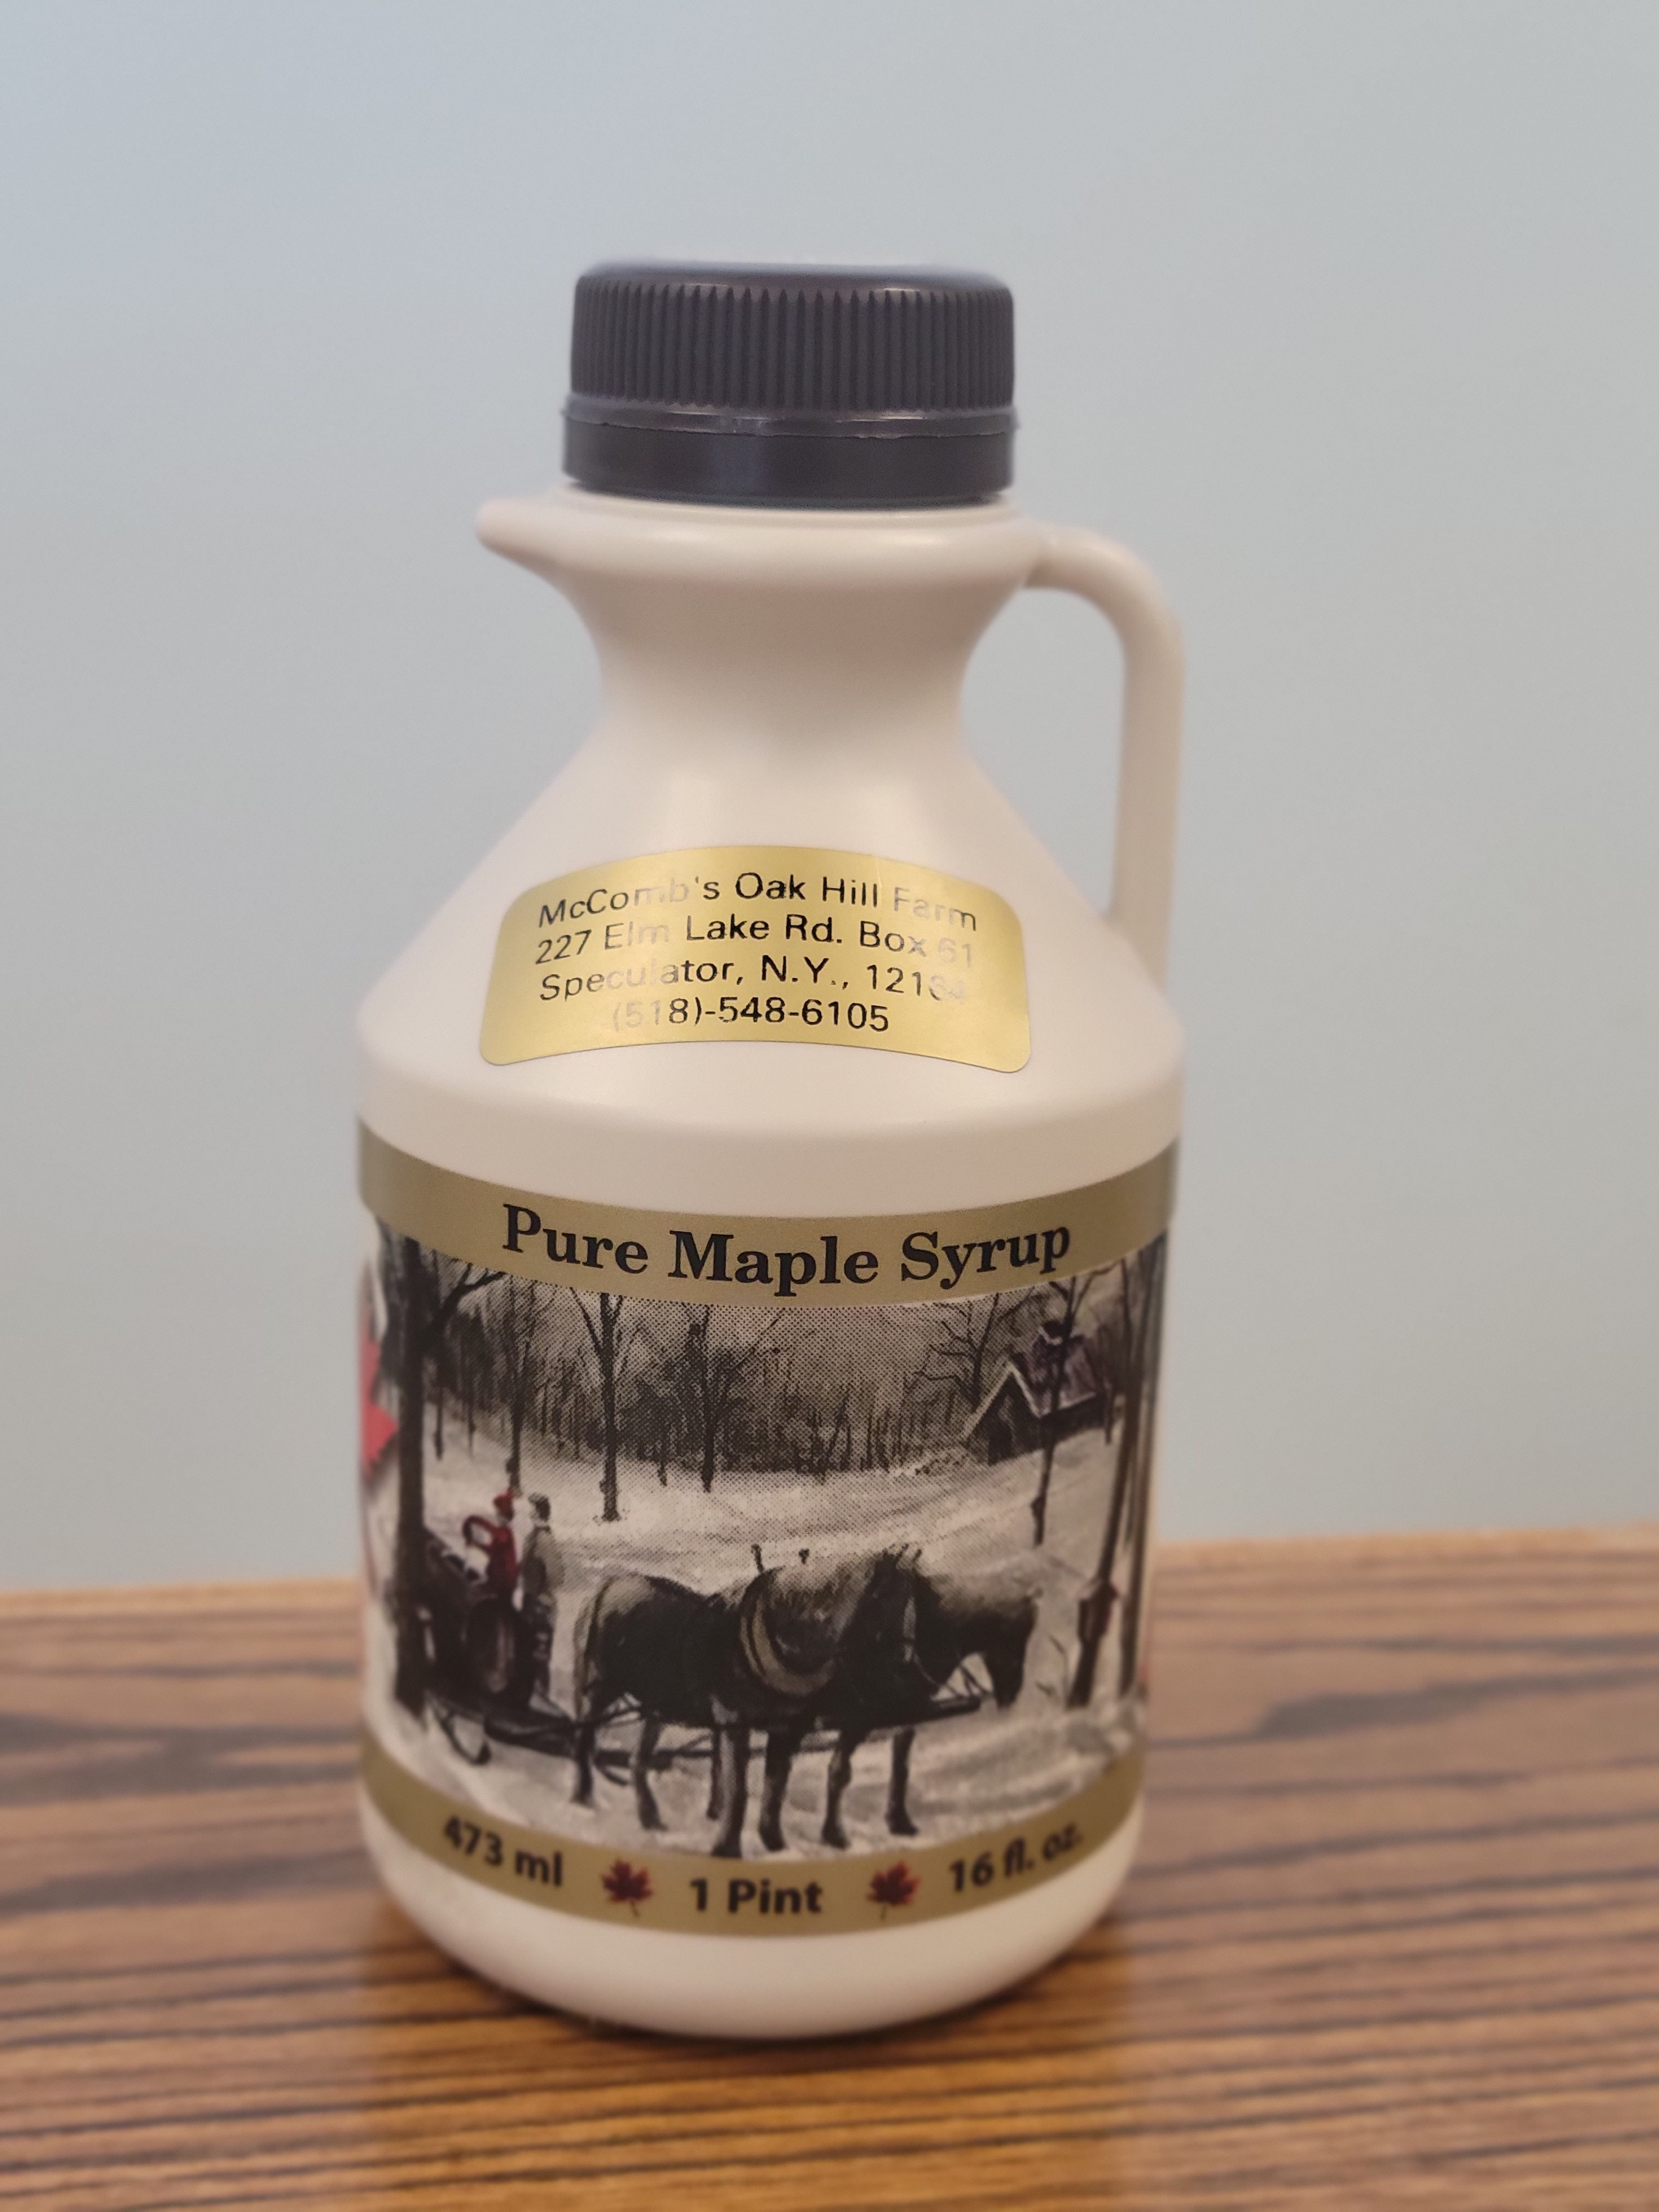 McComb's Oak Hill Farm
227 Elm Lake Rd. Box 61
Speculator, N.Y., 12164
(518)-548-6105
Pure Maple Syrup
473 ml 1 Pint 16 fl. oz.